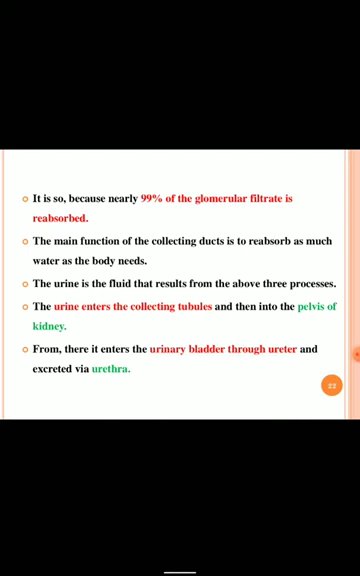 It is so, because nearly 99% of the glomerular filtrate is
reabsorbed.
The main function of the collecting ducts is to reabsorb as much
water as the body needs.
The urine is the fluid that results from the above three processes.
The urine enters the collecting tubules and then into the pelvis of
kidney.
From, there it enters the urinary bladder through ureter and
excreted via urethra.
22